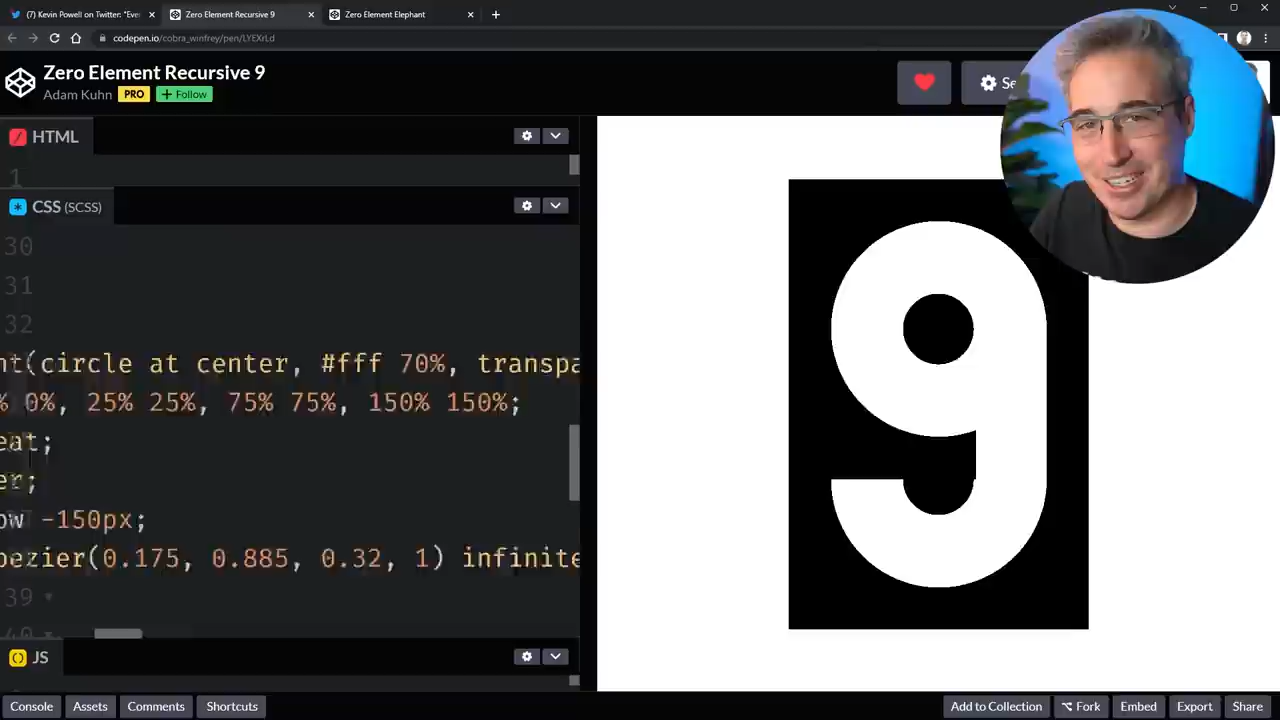 (7) Kevin Powell on Twitter: "Eve
Zero Element Recursive 9
Zero Element Elephant
codepen.io/cobra_winfrey/pen/LYEXrLd
Zero Element Recursive 9
Adam Kuhn PRO + Follow
Se
HTML
1
CSS (SCSS)
30
31
32
nt(circle at center, #fff 70%, transpa
% 0%, 25% 25%, 75% 75%, 150% 150%;
eat;
er;
ow -150px;
bezier(0.175, 0.885, 0.32, 1) infinite
39
40
9
JS
Console Assets Comments Shortcuts
Add to Collection Fork Embed Export Share